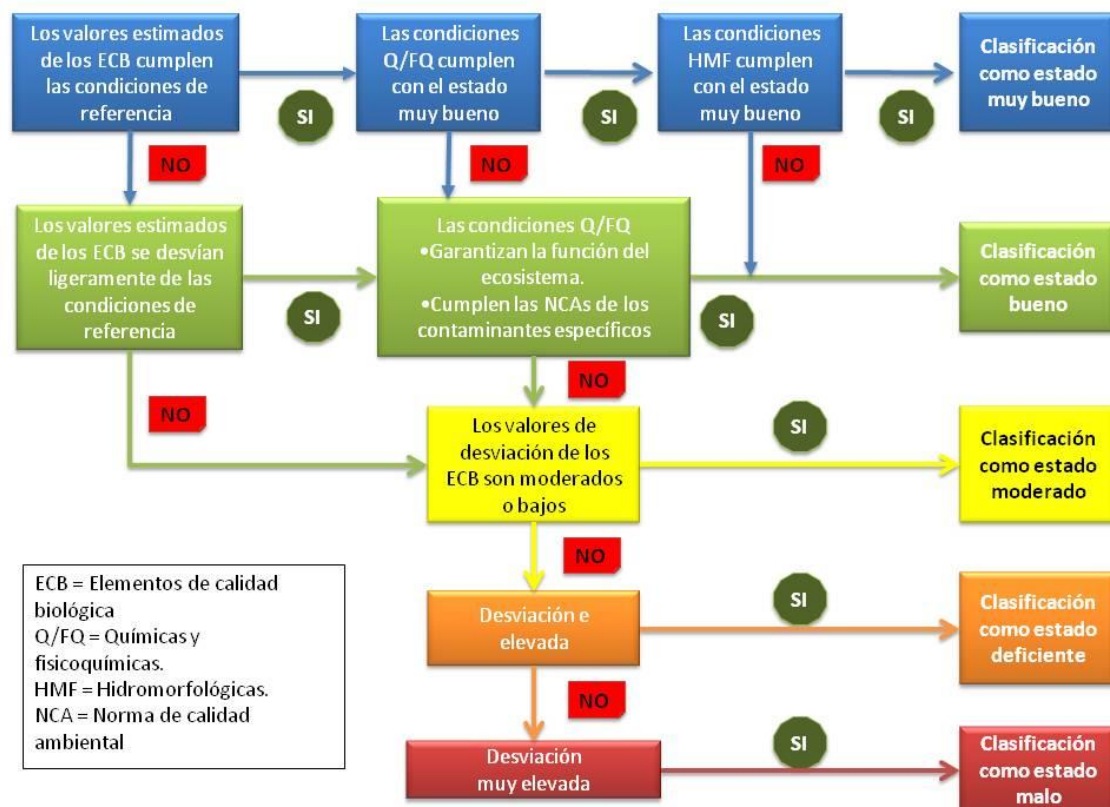 Los valores estimados
de los ECB cumplen
las condiciones de
referencia
SI
Las condiciones
Q/FQ cumplen
con el estado
muy bueno
SI
Las condiciones
HMF cumplen
con el estado
muy bueno
SI
Clasificación
como estado
muy bueno
NO
NO
NO
Los valores estimados
de los ECB se desvían
ligeramente de las
condiciones de
referencia
SI
Las condiciones Q/FQ
•Garantizan la función del
ecosistema.
•Cumplen las NCAs de los
contaminantes específicos
SI
Clasificación
como estado
bueno
NO
NO
Los valores de
desviación de los
ECB son moderados
o bajos
SI
Clasificación
como estado
moderado
NO
ECB = Elementos de calidad
biológica
Q/FQ = Químicas y
fisicoquímicas.
HMF = Hidromorfológicas.
NCA = Norma de calidad
ambiental
Desviación e
elevada
SI
Clasificación
como estado
deficiente
NO
Desviación
muy elevada
SI
Clasificación
como estado
malo